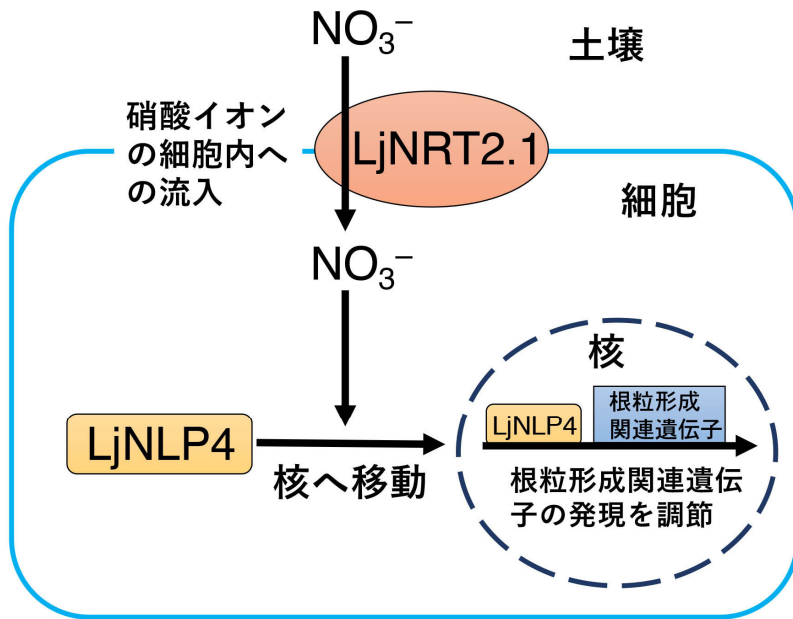 NO₃⁻
土壌
硝酸イオン
の細胞内へ
の流入
LjNRT2.1
細胞
NO₃⁻
核
LjNLP4
核へ移動
LjNLP4
根粒形成
関連遺伝子
根粒形成関連遺伝
子の発現を調節